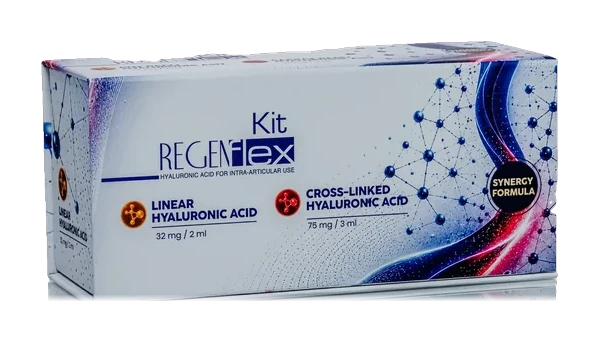 Kit
REGENflex
HYALURONIC ACID FOR INTRA-ARTICULAR USE
LINEAR
HYALURONIC ACID
32 mg / 2 ml
CROSS-LINKED
HYALURONIC ACID
75 mg / 3 ml
SYNERGY
FORMULA
LINEAR
HYALURONIC ACID